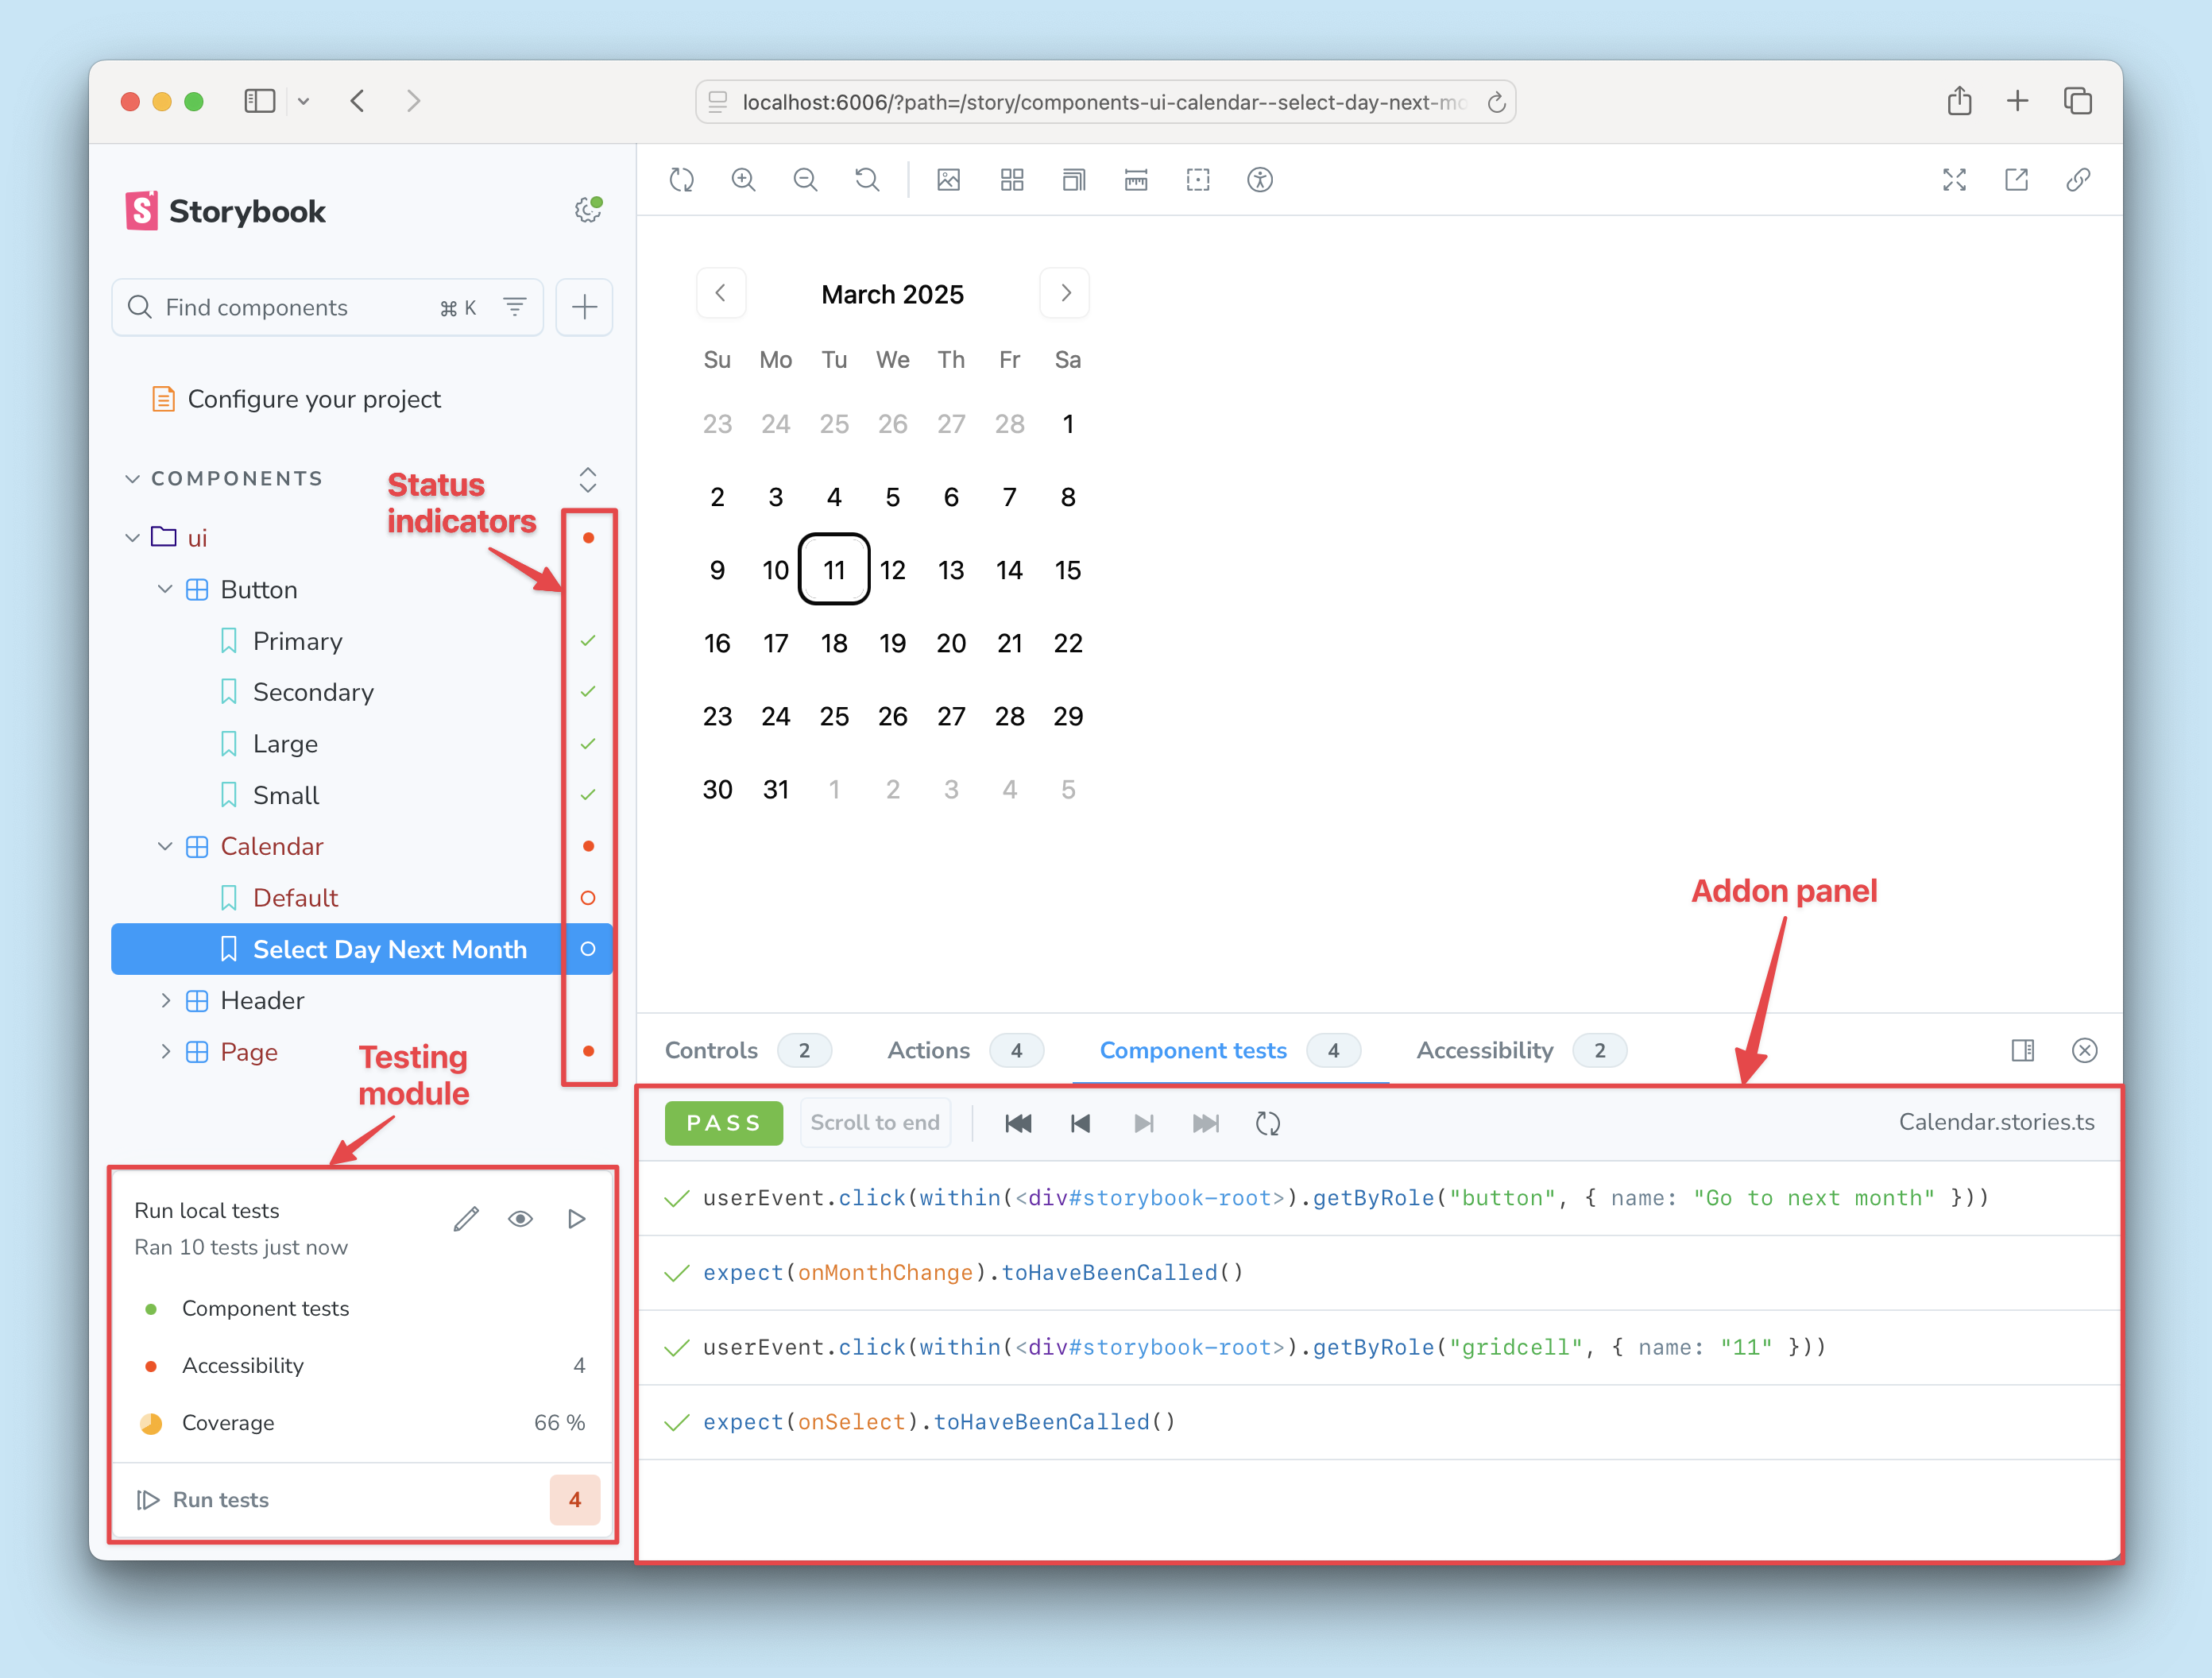 localhost:6006/?path=/story/components-ui-calendar--select-day-next-mo
Storybook
Find components ⌘ K
Configure your project
COMPONENTS
Status
indicators
ui
Button
Primary
Secondary
Large
Small
Calendar
Default
Select Day Next Month
Header
Page
Testing
module
Run local tests
Ran 10 tests just now
Component tests
Accessibility 4
Coverage 66 %
Run tests 4
March 2025
Su Mo Tu We Th Fr Sa
23 24 25 26 27 28 1
2 3 4 5 6 7 8
9 10 11 12 13 14 15
16 17 18 19 20 21 22
23 24 25 26 27 28 29
30 31 1 2 3 4 5
Addon panel
Controls 2 Actions 4 Component tests 4 Accessibility 2
PASS Scroll to end Calendar.stories.ts
userEvent.click(within(<div#storybook-root>).getByRole("button", { name: "Go to next month" }))
expect(onMonthChange).toHaveBeenCalled()
userEvent.click(within(<div#storybook-root>).getByRole("gridcell", { name: "11" }))
expect(onSelect).toHaveBeenCalled()